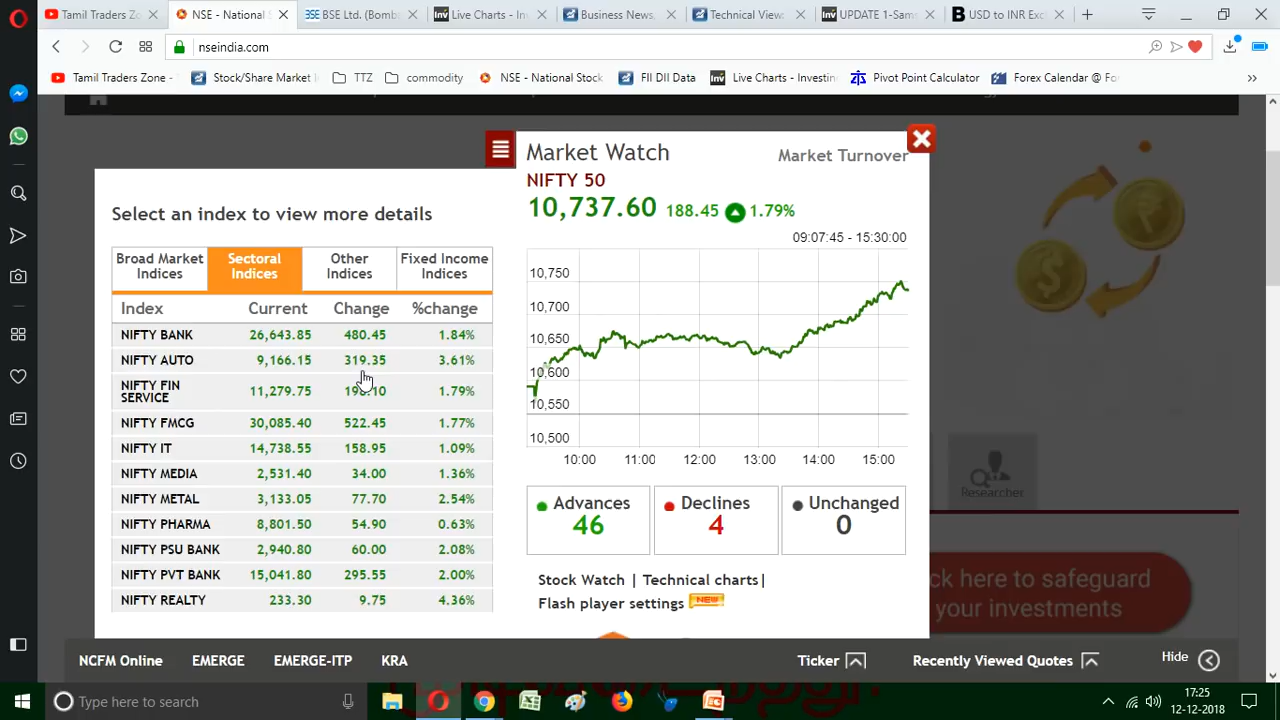 Tamil Traders Zone
NSE - National S
BSE Ltd. (Bomba
Live Charts - In
Business News,
Technical View
UPDATE 1-Sam
USD to INR Exc
nseindia.com
Tamil Traders Zone -
Stock/Share Market
TTZ
commodity
NSE - National Stock
FII DII Data
Live Charts - Investin
Pivot Point Calculator
Forex Calendar @ Fo
Market Watch
Market Turnover
NIFTY 50
10,737.60 188.45 1.79%
09:07:45 - 15:30:00
Select an index to view more details
Broad Market Indices
Sectoral Indices
Other Indices
Fixed Income Indices
Index Current Change %change
NIFTY BANK 26,643.85 480.45 1.84%
NIFTY AUTO 9,166.15 319.35 3.61%
NIFTY FIN SERVICE 11,279.75 198.10 1.79%
NIFTY FMCG 30,085.40 522.45 1.77%
NIFTY IT 14,738.55 158.95 1.09%
NIFTY MEDIA 2,531.40 34.00 1.36%
NIFTY METAL 3,133.05 77.70 2.54%
NIFTY PHARMA 8,801.50 54.90 0.63%
NIFTY PSU BANK 2,940.80 60.00 2.08%
NIFTY PVT BANK 15,041.80 295.55 2.00%
NIFTY REALTY 233.30 9.75 4.36%
10,750
10,700
10,650
10,600
10,550
10,500
10:00 11:00 12:00 13:00 14:00 15:00
Advances
46
Declines
4
Unchanged
0
Stock Watch | Technical charts|
Flash player settings NEW
Researcher
ck here to safeguard
your investments
NCFM Online EMERGE EMERGE-ITP KRA
Ticker
Recently Viewed Quotes
Hide
Type here to search
17:25
12-12-2018